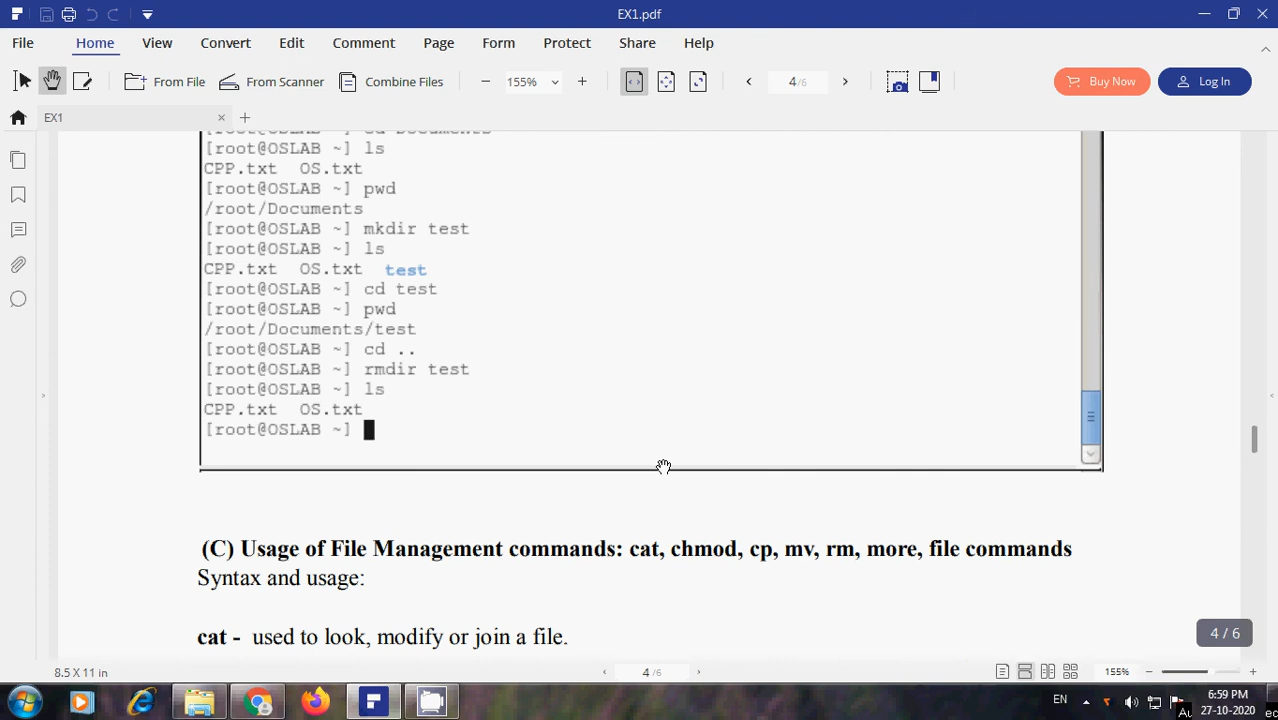 EX1.pdf
File Home View Convert Edit Comment Page Form Protect Share Help
From File From Scanner Combine Files 155% 4/6 Buy Now Log In
EX1
[root@OSLAB ~] cd Documents
[root@OSLAB ~] ls
CPP.txt OS.txt
[root@OSLAB ~] pwd
/root/Documents
[root@OSLAB ~] mkdir test
[root@OSLAB ~] ls
CPP.txt OS.txt test
[root@OSLAB ~] cd test
[root@OSLAB ~] pwd
/root/Documents/test
[root@OSLAB ~] cd ..
[root@OSLAB ~] rmdir test
[root@OSLAB ~] ls
CPP.txt OS.txt
[root@OSLAB ~]
(C) Usage of File Management commands: cat, chmod, cp, mv, rm, more, file commands
Syntax and usage:
cat - used to look, modify or join a file.
4 / 6
8.5 X 11 in 4 /6 155%
EN 6:59 PM
27-10-2020